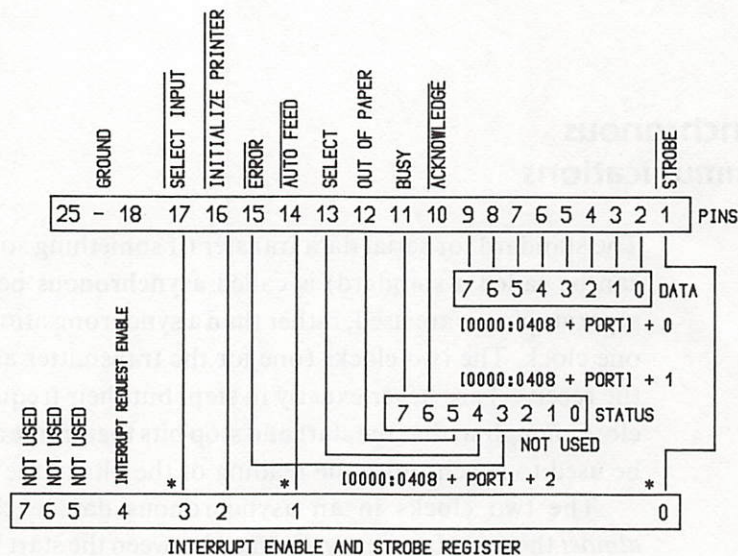 GROUND
SELECT INPUT
INITIALIZE PRINTER
ERROR
AUTO FEED
SELECT
OUT OF PAPER
BUSY
ACKNOWLEDGE
STROBE
25 - 18 17 16 15 14 13 12 11 10 9 8 7 6 5 4 3 2 1 PINS
7 6 5 4 3 2 1 0 DATA
[0000:0408 + PORT] + 0
[0000:0408 + PORT] + 1
7 6 5 4 3 2 1 0 STATUS
NOT USED
[0000:0408 + PORT] + 2
NOT USED
NOT USED
NOT USED
INTERRUPT REQUEST ENABLE
* * *
7 6 5 4 3 2 1 0
INTERRUPT ENABLE AND STROBE REGISTER